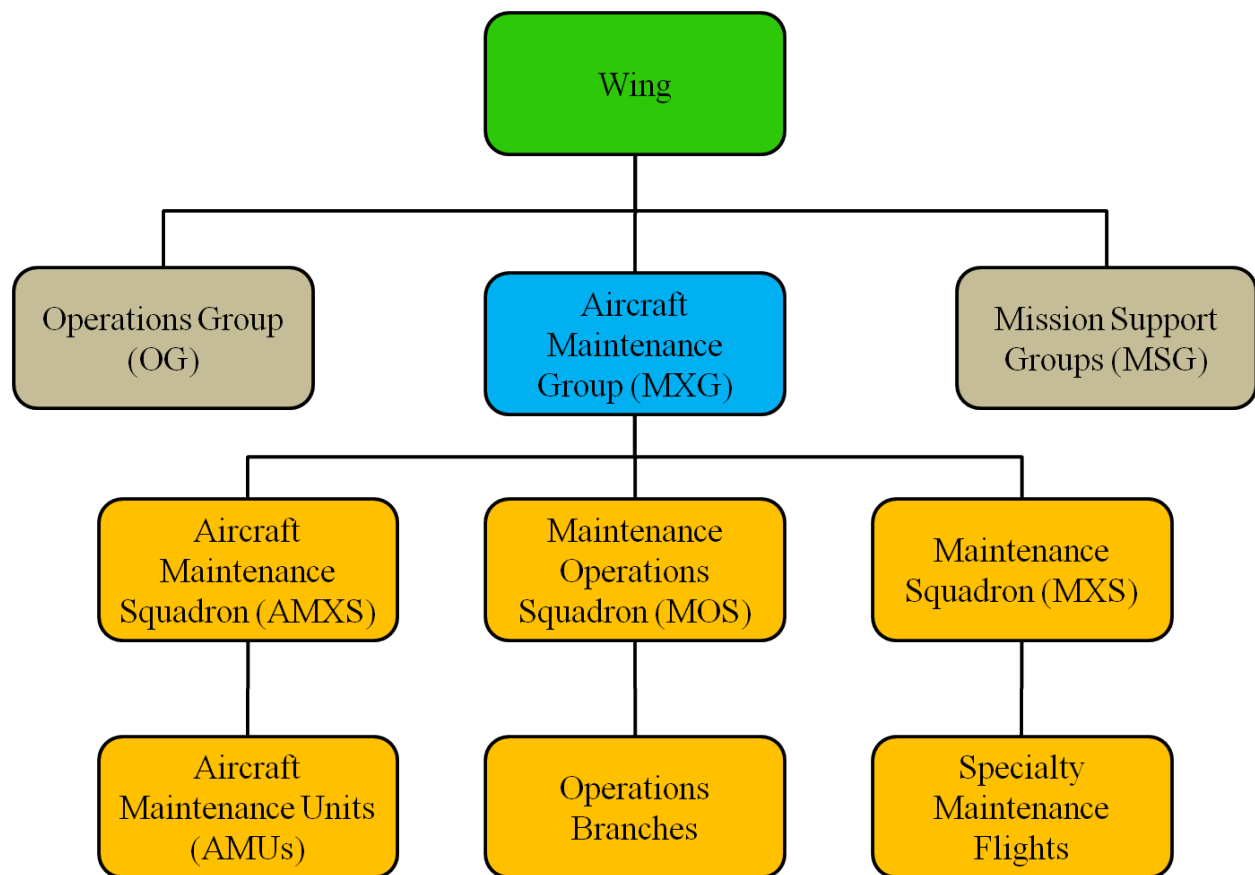 Wing
Operations Group
(OG)
Aircraft
Maintenance
Group (MXG)
Mission Support
Groups (MSG)
Aircraft
Maintenance
Squadron (AMXS)
Maintenance
Operations
Squadron (MOS)
Maintenance
Squadron (MXS)
Aircraft
Maintenance Units
(AMUs)
Operations
Branches
Specialty
Maintenance
Flights